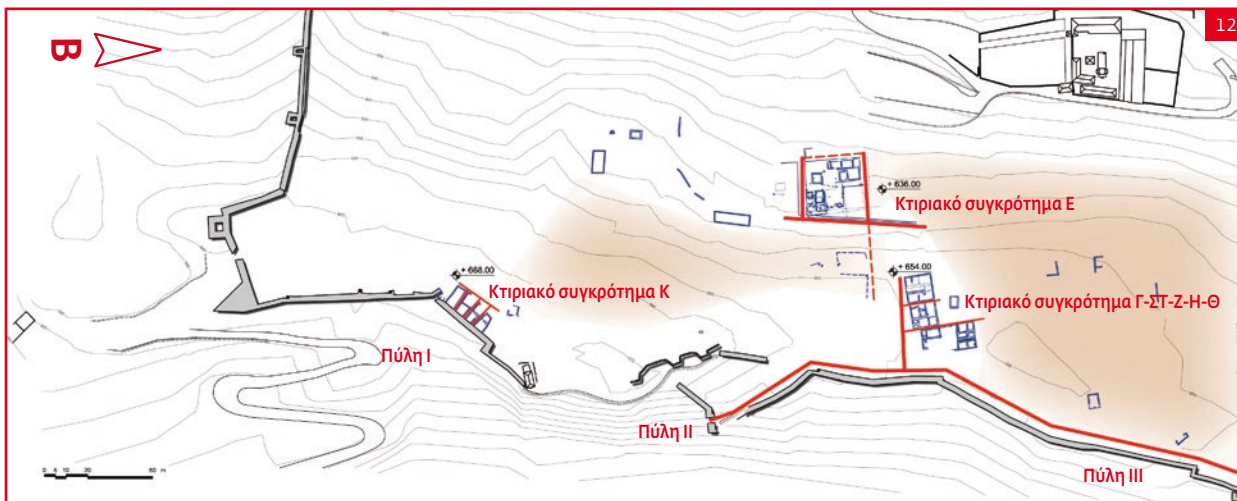 12
B
+ 636.00
Κτιριακό συγκρότημα Ε
+ 668.00
+ 654.00
Κτιριακό συγκρότημα Κ
Κτιριακό συγκρότημα Γ-ΣΤ-Ζ-Η-Θ
Πύλη Ι
Πύλη ΙΙ
Πύλη ΙΙΙ